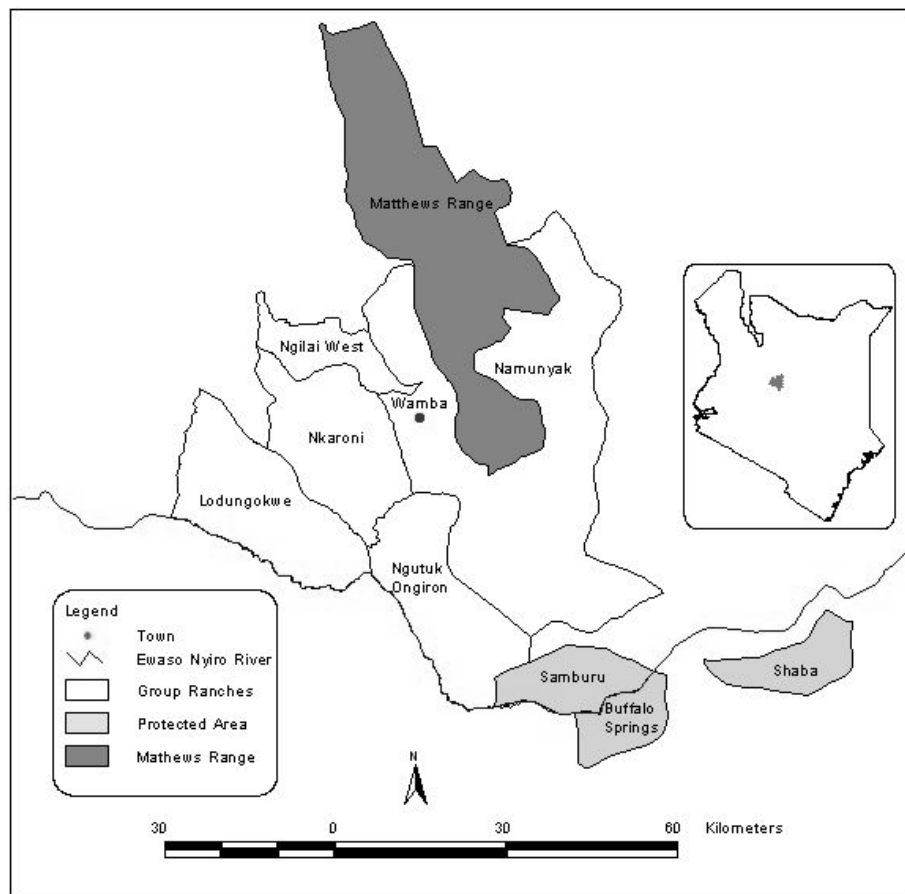 Matthews Range
Ngilai West
Namunyak
Wamba
Nkaroni
Lodungokwe
Ngutuk
Ongiron
Legend
Town
Ewaso Nyiro River
Group Ranches
Protected Area
Mathews Range
Samburu
Shaba
Buffalo
Springs
N
30 0 30 60 Kilometers